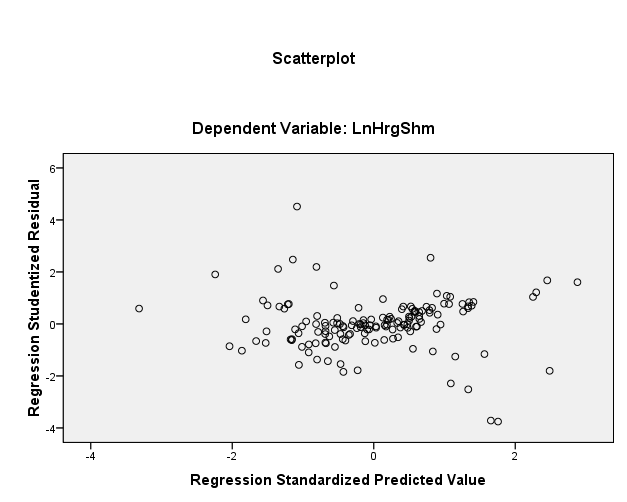 Scatterplot
Dependent Variable: LnHrgShm
Regression Studentized Residual
6
4
2
0
-2
-4
-4
-2
0
2
Regression Standardized Predicted Value